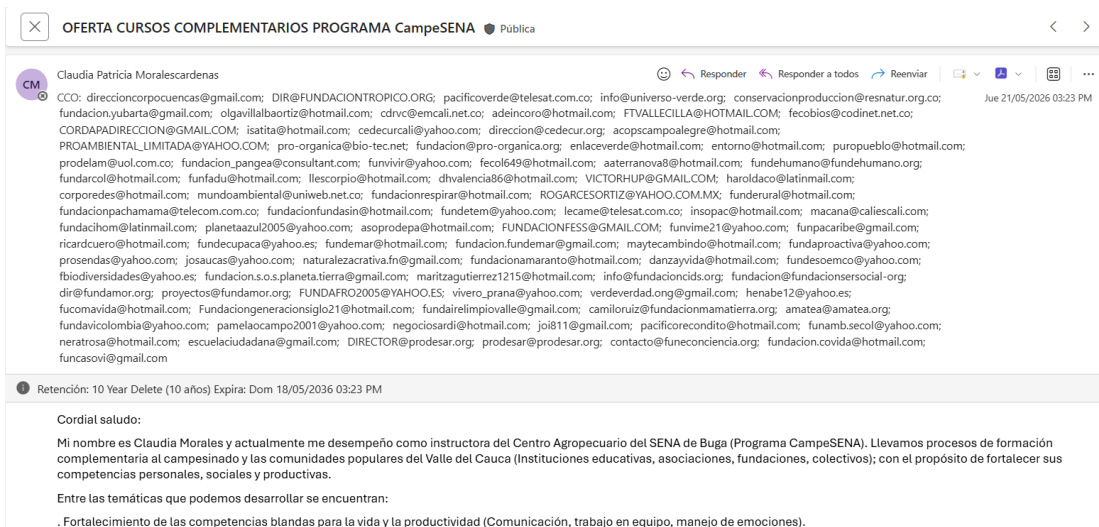 OFERTA CURSOS COMPLEMENTARIOS PROGRAMA CampeSENA Pública
Claudia Patricia Moralescardenas
Responder Responder a todos Reenviar
CM
CCO: direccioncorpocuencas@gmail.com; DIR@FUNDACIONTROPICO.ORG; pacificoverde@telesat.com.co; info@universo-verde.org; conservacionproduccion@resnatur.org.co;
Jue 21/05/2026 03:23 PM
fundacion.yubarta@gmail.com; olgavillalbaortiz@hotmail.com; cdrvc@emcali.net.co; adeincoro@hotmail.com; FTVALLECILLA@HOTMAIL.COM; fecobios@codinet.net.co;
CORDAPADIRECCION@GMAIL.COM; isatita@hotmail.com; cedecurcali@yahoo.com; direccion@cedecur.org; acopscampoalegre@hotmail.com;
PROAMBIENTAL_LIMITADA@YAHOO.COM; pro-organica@bio-tec.net; fundacion@pro-organica.org; enlaceverde@hotmail.com; entorno@hotmail.com; puropueblo@hotmail.com;
prodelam@uol.com.co; fundacion_pangea@consultant.com; funvivir@yahoo.com; fecol649@hotmail.com; aaterranova8@hotmail.com; fundehumano@fundehumano.org;
fundarcol@hotmail.com; funfadu@hotmail.com; llescorpio@hotmail.com; dhvalencia86@hotmail.com; VICTORHUP@GMAIL.COM; haroldaco@latinmail.com;
corporedes@hotmail.com; mundoambiental@uniweb.net.co; fundacionrespirar@hotmail.com; ROGARCESORTIZ@YAHOO.COM.MX; funderural@hotmail.com;
fundacionpachamama@telecom.com.co; fundacionfundasin@hotmail.com; fundetem@yahoo.com; lecame@telesat.com.co; insopac@hotmail.com; macana@caliescali.com;
fundacihom@latinmail.com; planetaazul2005@yahoo.com; asoprodepa@hotmail.com; FUNDACIONFESS@GMAIL.COM; funvime21@yahoo.com; funpacaribe@gmail.com;
ricardcuero@hotmail.com; fundecupaca@yahoo.es; fundemar@hotmail.com; fundacion.fundemar@gmail.com; maytecambindo@hotmail.com; fundaproactiva@yahoo.com;
prosendas@yahoo.com; josaucas@yahoo.com; naturalezacrativa.fn@gmail.com; fundacionamaranto@hotmail.com; danzayvida@hotmail.com; fundesoemco@yahoo.com;
fbiodiversidades@yahoo.es; fundacion.s.o.s.planeta.tierra@gmail.com; maritzagutierrez1215@hotmail.com; info@fundacioncids.org; fundacion@fundacionsersocial-org;
dir@fundamor.org; proyectos@fundamor.org; FUNDAFRO2005@YAHOO.ES; vivero_prana@yahoo.com; verdeverdad.ong@gmail.com; henabe12@yahoo.es;
fucomavida@hotmail.com; Fundaciongeneracionsiglo21@hotmail.com; fundairelimpiovalle@gmail.com; camiloruiz@fundacionmamatierra.org; amatea@amatea.org;
fundavicolombia@yahoo.com; pamelaocampo2001@yahoo.com; negociosardi@hotmail.com; joi811@gmail.com; pacificorecondito@hotmail.com; funamb.secol@yahoo.com;
neratrosa@hotmail.com; escuelaciudadana@gmail.com; DIRECTOR@prodesar.org; prodesar@prodesar.org; contacto@funeconciencia.org; fundacion.covida@hotmail.com;
funcasovi@gmail.com
Retención: 10 Year Delete (10 años) Expira: Dom 18/05/2036 03:23 PM
Cordial saludo:
Mi nombre es Claudia Morales y actualmente me desempeño como instructora del Centro Agropecuario del SENA de Buga (Programa CampeSENA). Llevamos procesos de formación
complementaria al campesinado y las comunidades populares del Valle del Cauca (Instituciones educativas, asociaciones, fundaciones, colectivos); con el propósito de fortalecer sus
competencias personales, sociales y productivas.
Entre las temáticas que podemos desarrollar se encuentran:
. Fortalecimiento de las competencias blandas para la vida y la productividad (Comunicación, trabajo en equipo, manejo de emociones).